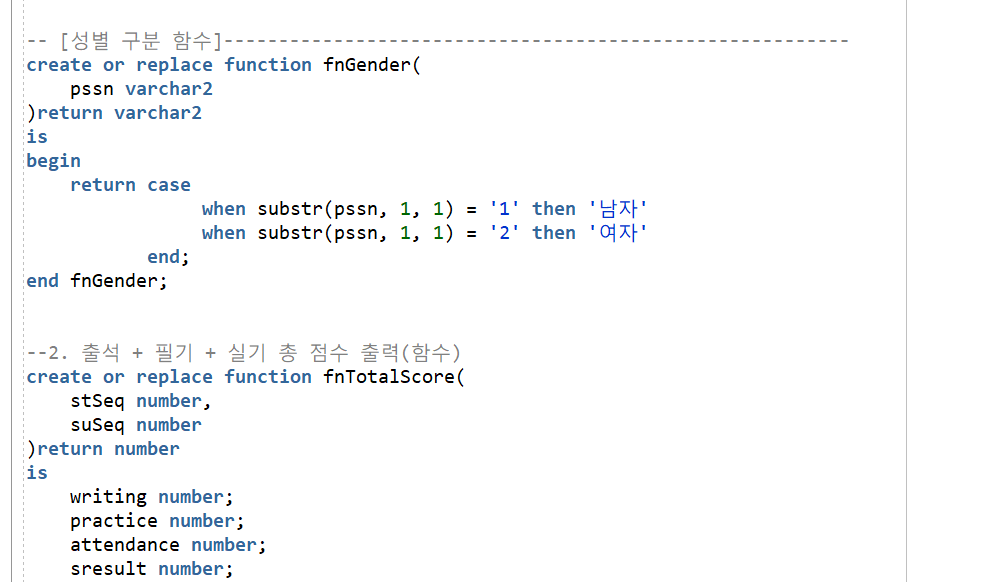 -- [성별 구분 함수]---------------------------------------------------------
create or replace function fnGender(
    pssn varchar2
)return varchar2
is
begin
    return case
                when substr(pssn, 1, 1) = '1' then '남자'
                when substr(pssn, 1, 1) = '2' then '여자'
           end;
end fnGender;
--2. 출석 + 필기 + 실기 총 점수 출력(함수)
create or replace function fnTotalScore(
    stSeq number,
    suSeq number
)return number
is
    writing number;
    practice number;
    attendance number;
    sresult number;